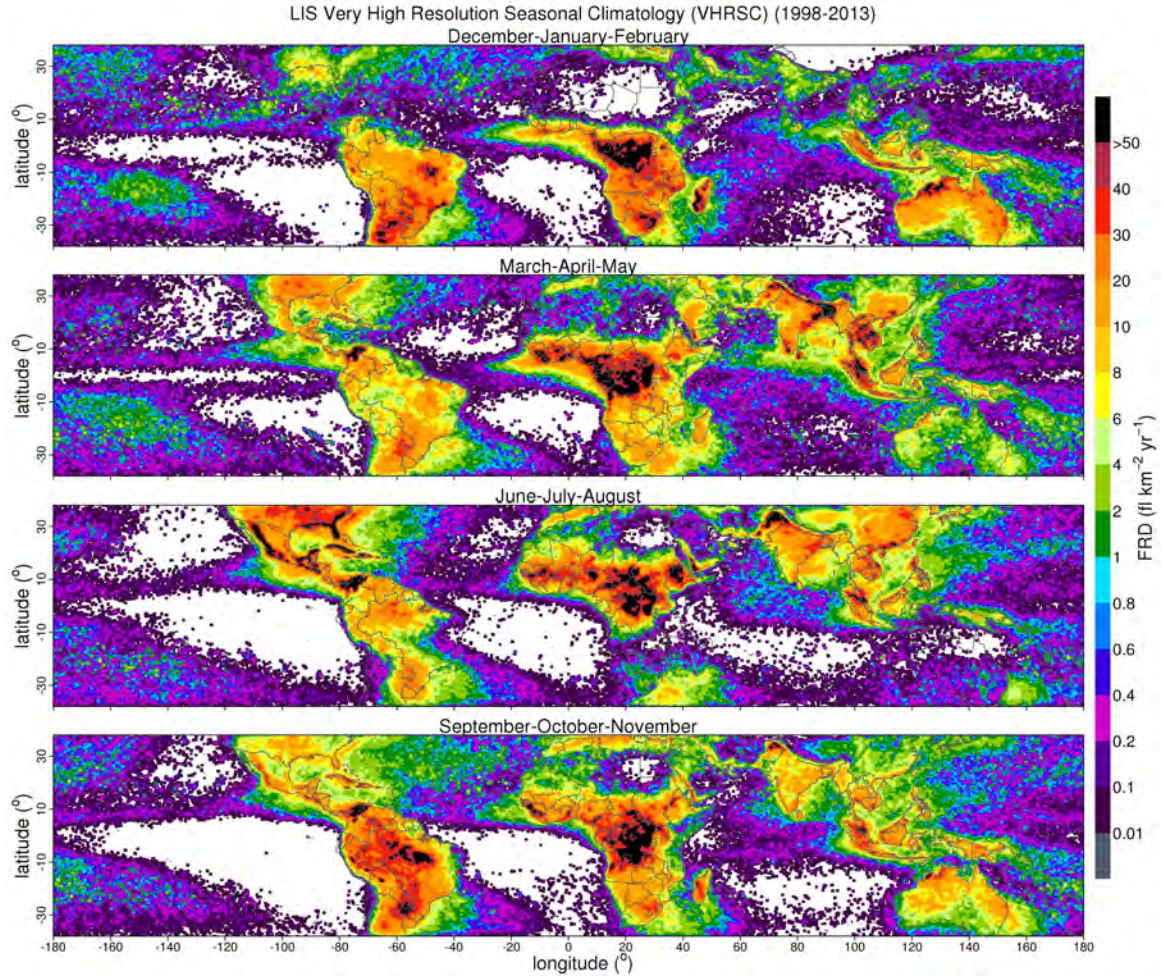 LIS Very High Resolution Seasonal Climatology (VHRSC) (1998-2013)
December-January-February
30
10
-10
-30
latitude (°)
March-April-May
30
10
-10
-30
latitude (°)
June-July-August
30
10
-10
-30
latitude (°)
September-October-November
30
10
-10
-30
latitude (°)
-180 -160 -140 -120 -100 -80 -60 -40 -20 0 20 40 60 80 100 120 140 160 180
longitude (°)
>50
40
30
20
10
8
6
4
2
1
0.8
0.6
0.4
0.2
0.1
0.01
FRD (fl km⁻² yr⁻¹)